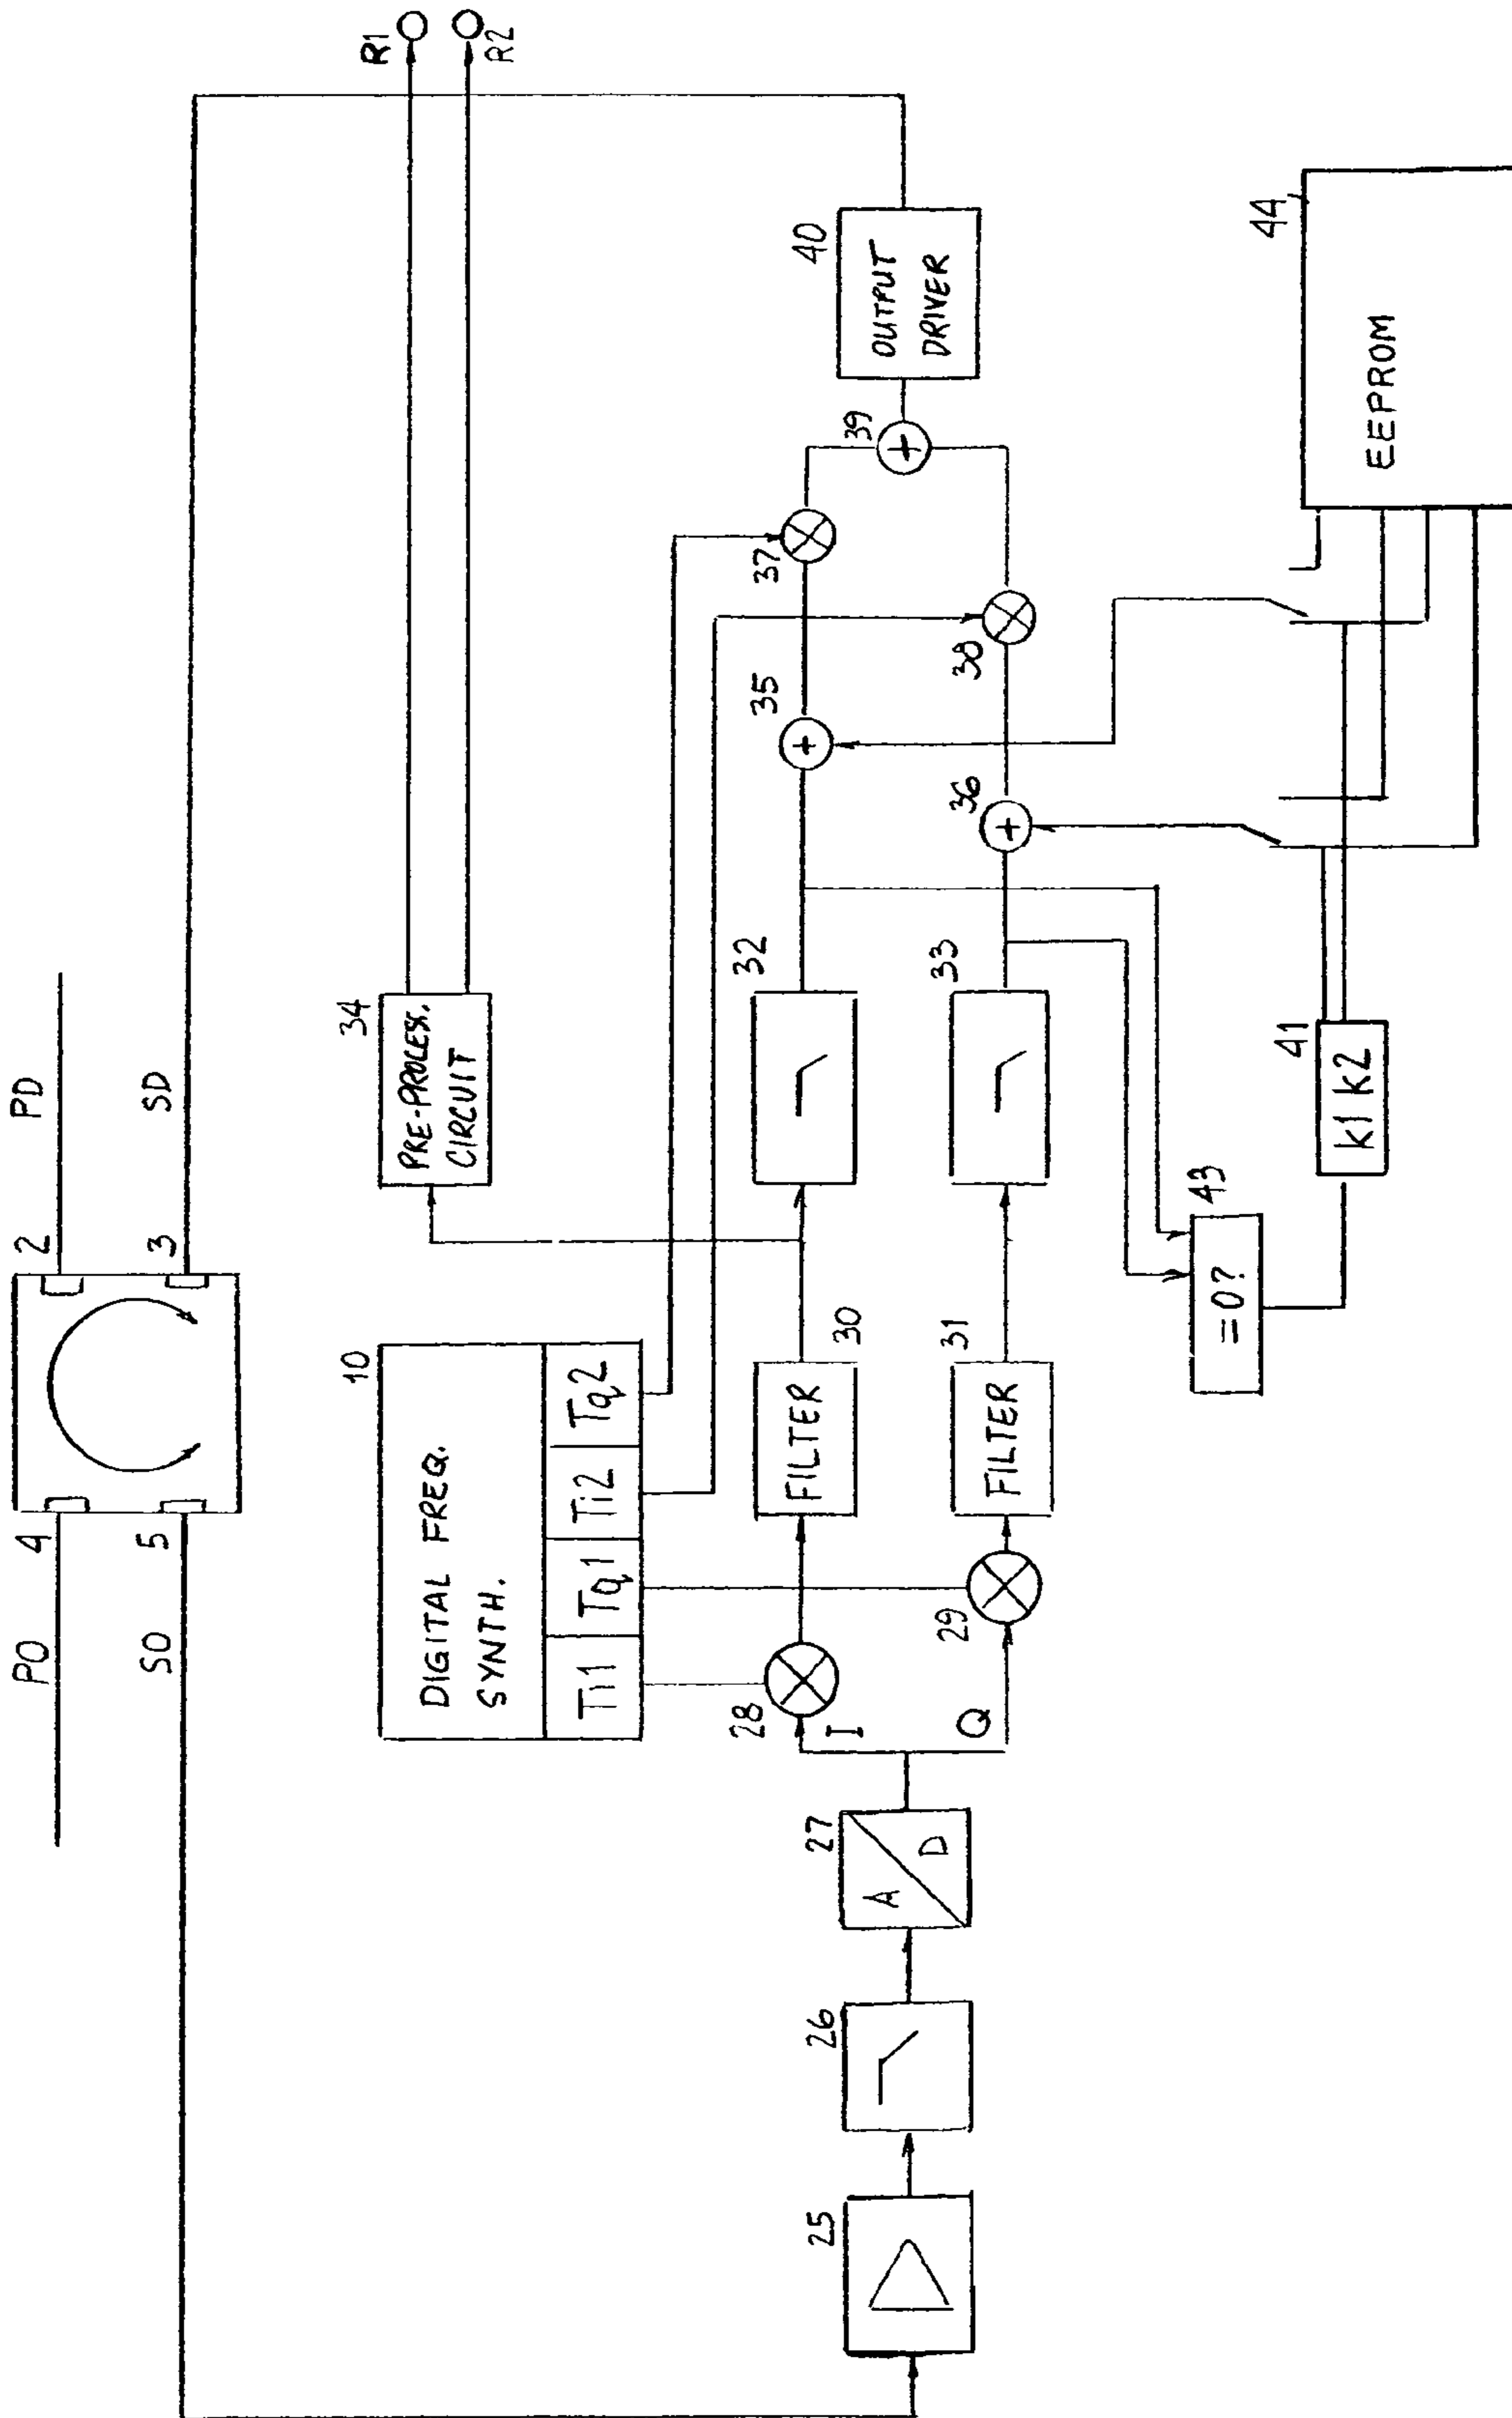 PO
4
2
PD
SO
5
3
SD
10
DIGITAL FREQ.
SYNTH.
Ti1
Tq1
Ti2
Tq2
34
PRE-PROCESS.
CIRCUIT
R1
R2
25
26
27
A
D
28
I
29
Q
FILTER
30
FILTER
31
32
33
35
36
37
38
+
+
39
+
40
OUTPUT
DRIVER
43
=0?
41
k1 k2
44
EEPROM